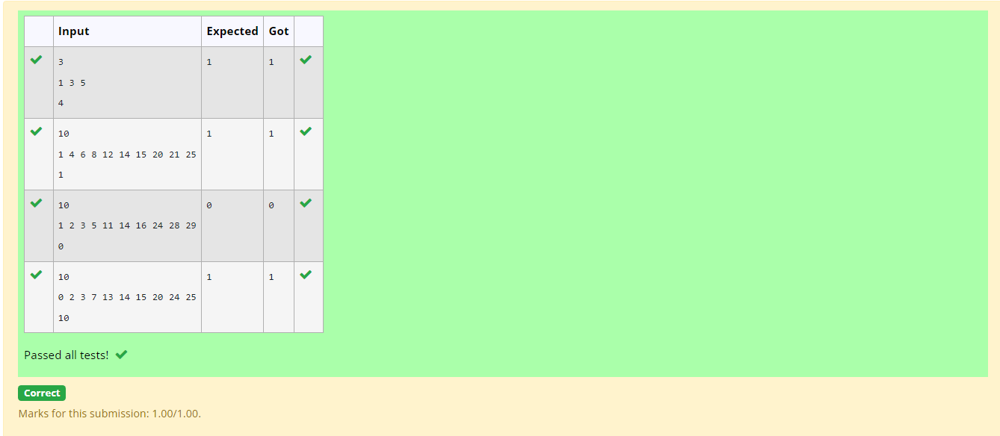 Input Expected Got
3 1 1
1 3 5
4
10 1 1
1 4 6 8 12 14 15 20 21 25
1
10 0 0
1 2 3 5 11 14 16 24 28 29
0
10 1 1
0 2 3 7 13 14 15 20 24 25
10
Passed all tests!
Correct
Marks for this submission: 1.00/1.00.